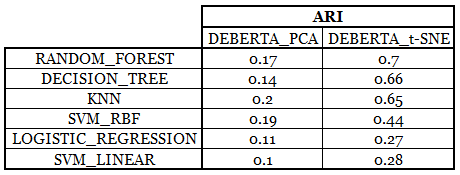 ARI
DEBERTA_PCA DEBERTA_t-SNE
RANDOM_FOREST 0.17 0.7
DECISION_TREE 0.14 0.66
KNN 0.2 0.65
SVM_RBF 0.19 0.44
LOGISTIC_REGRESSION 0.11 0.27
SVM_LINEAR 0.1 0.28